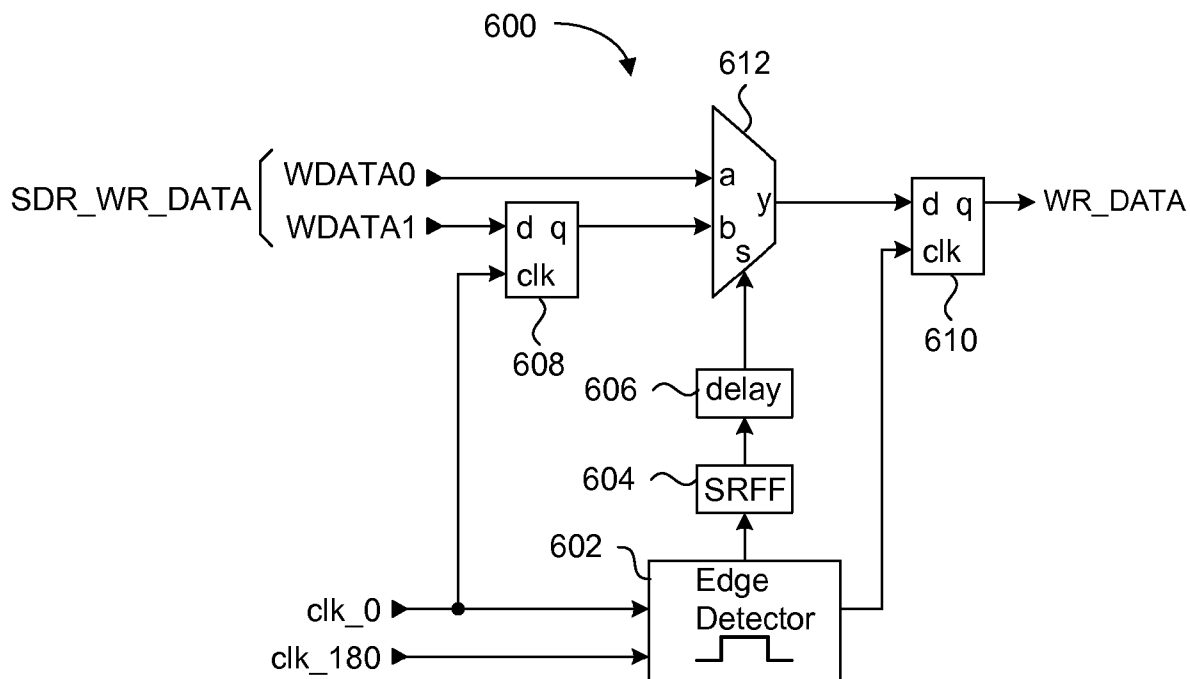 600
612
SDR_WR_DATA
WDATA0
WDATA1
a
b
y
s
d q
clk
608
d q
clk
610
WR_DATA
606
delay
604
SRFF
602
Edge
Detector
clk_0
clk_180